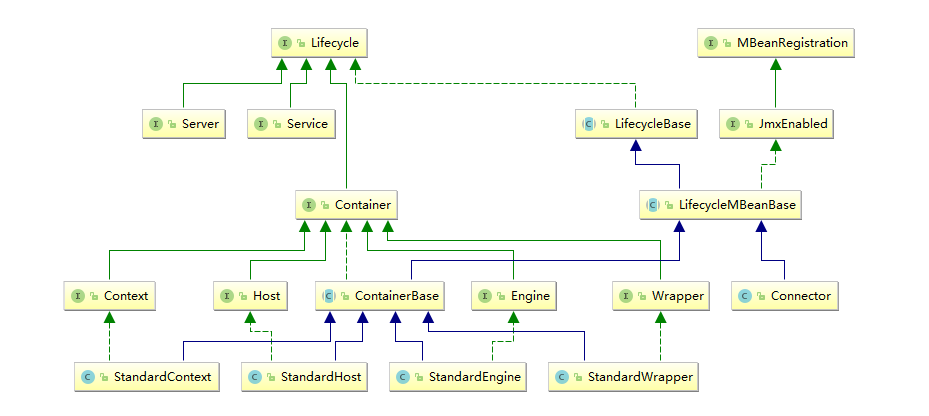 Lifecycle
MBeanRegistration
Server
Service
LifecycleBase
JmxEnabled
Container
LifecycleMBeanBase
Context
Host
ContainerBase
Engine
Wrapper
Connector
StandardContext
StandardHost
StandardEngine
StandardWrapper